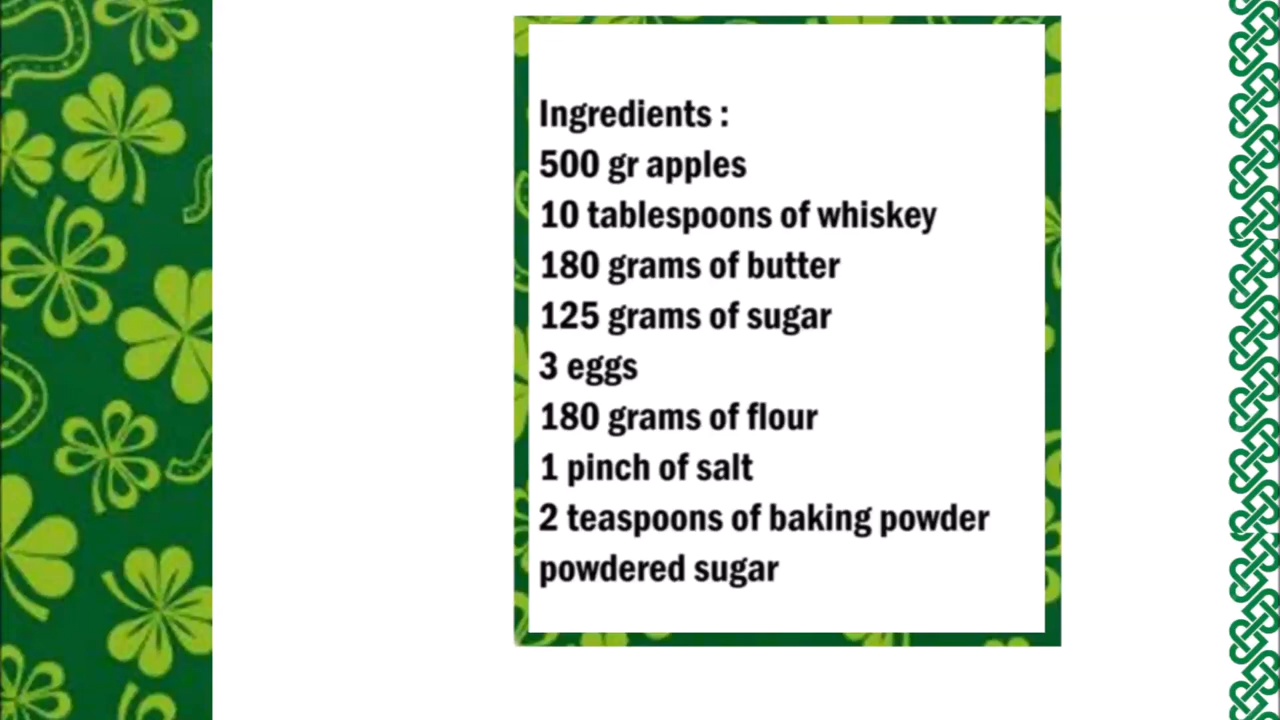 Ingredients :
500 gr apples
10 tablespoons of whiskey
180 grams of butter
125 grams of sugar
3 eggs
180 grams of flour
1 pinch of salt
2 teaspoons of baking powder
powdered sugar